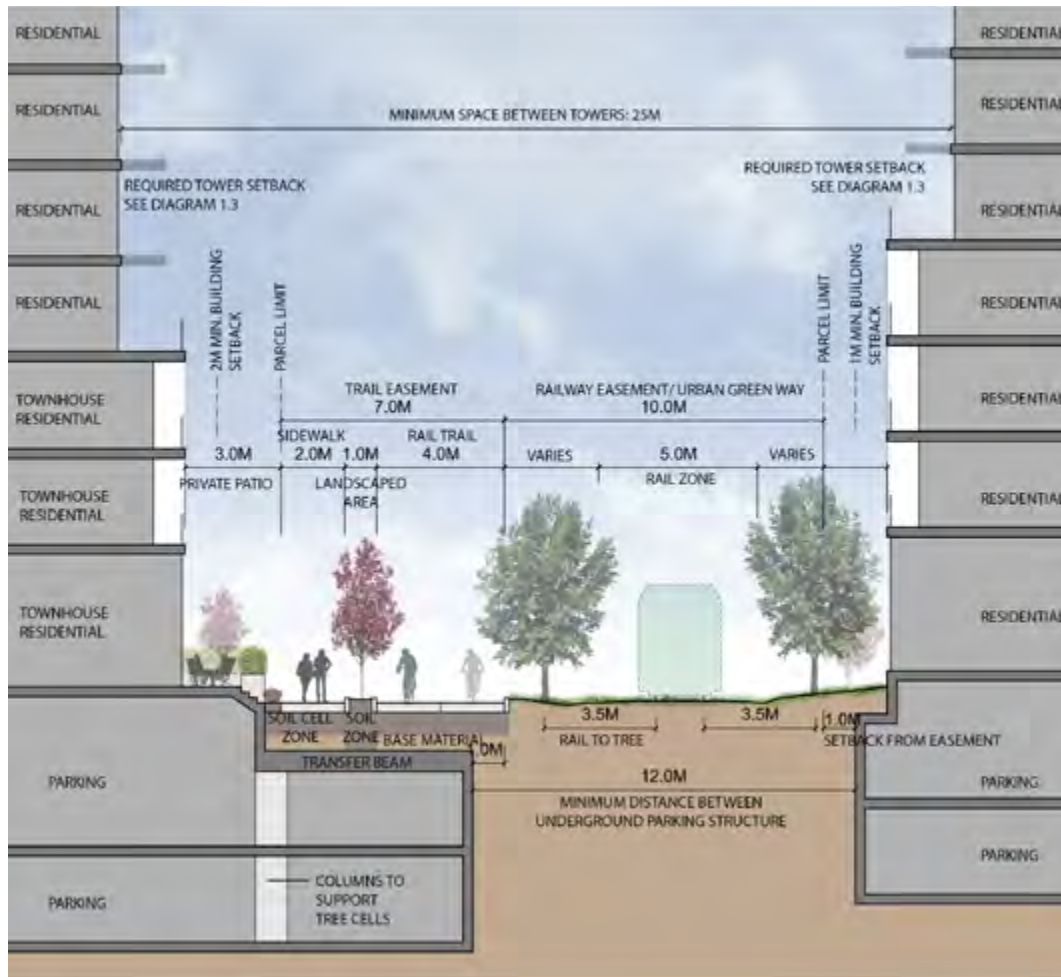 RESIDENTIAL
RESIDENTIAL
RESIDENTIAL
RESIDENTIAL
MINIMUM SPACE BETWEEN TOWERS: 25M
REQUIRED TOWER SETBACK
SEE DIAGRAM 1.3
REQUIRED TOWER SETBACK
SEE DIAGRAM 1.3
RESIDENTIAL
RESIDENTIAL
RESIDENTIAL
RESIDENTIAL
2M MIN. BUILDING
SETBACK
PARCEL LIMIT
PARCEL LIMIT
1M MIN. BUILDING
SETBACK
TRAIL EASEMENT
7.0M
RAILWAY EASEMENT/ URBAN GREEN WAY
10.0M
TOWNHOUSE
RESIDENTIAL
RESIDENTIAL
3.0M
PRIVATE PATIO
SIDEWALK
2.0M
1.0M
LANDSCAPED
AREA
RAIL TRAIL
4.0M
VARIES
5.0M
RAIL ZONE
VARIES
TOWNHOUSE
RESIDENTIAL
RESIDENTIAL
TOWNHOUSE
RESIDENTIAL
RESIDENTIAL
SOIL CELL
ZONE
SOIL
ZONE
BASE MATERIAL
TRANSFER BEAM
.0M
3.5M
RAIL TO TREE
3.5M
1.0M
SETBACK FROM EASEMENT
12.0M
MINIMUM DISTANCE BETWEEN
UNDERGROUND PARKING STRUCTURE
PARKING
PARKING
PARKING
COLUMNS TO
SUPPORT
TREE CELLS
PARKING
RESIDENTIAL